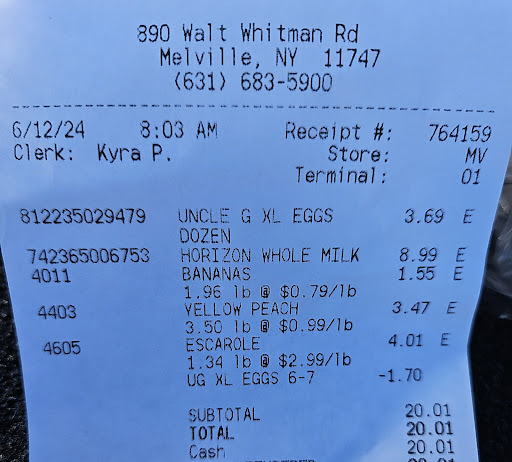 890 Walt Whitman Rd
Melville, NY 11747
(631) 683-5900
6/12/24 8:03 AM Receipt #: 764159
Clerk: Kyra P. Store: MV
Terminal: 01
812235029479 UNCLE G XL EGGS 3.69 E
DOZEN
742365006753 HORIZON WHOLE MILK 8.99 E
4011 BANANAS 1.55 E
1.96 lb @ $0.79/lb
4403 YELLOW PEACH 3.47 E
3.50 lb @ $0.99/lb
4605 ESCAROLE 4.01 E
1.34 lb @ $2.99/lb
UG XL EGGS 6-7 -1.70
SUBTOTAL 20.01
TOTAL 20.01
Cash 20.01